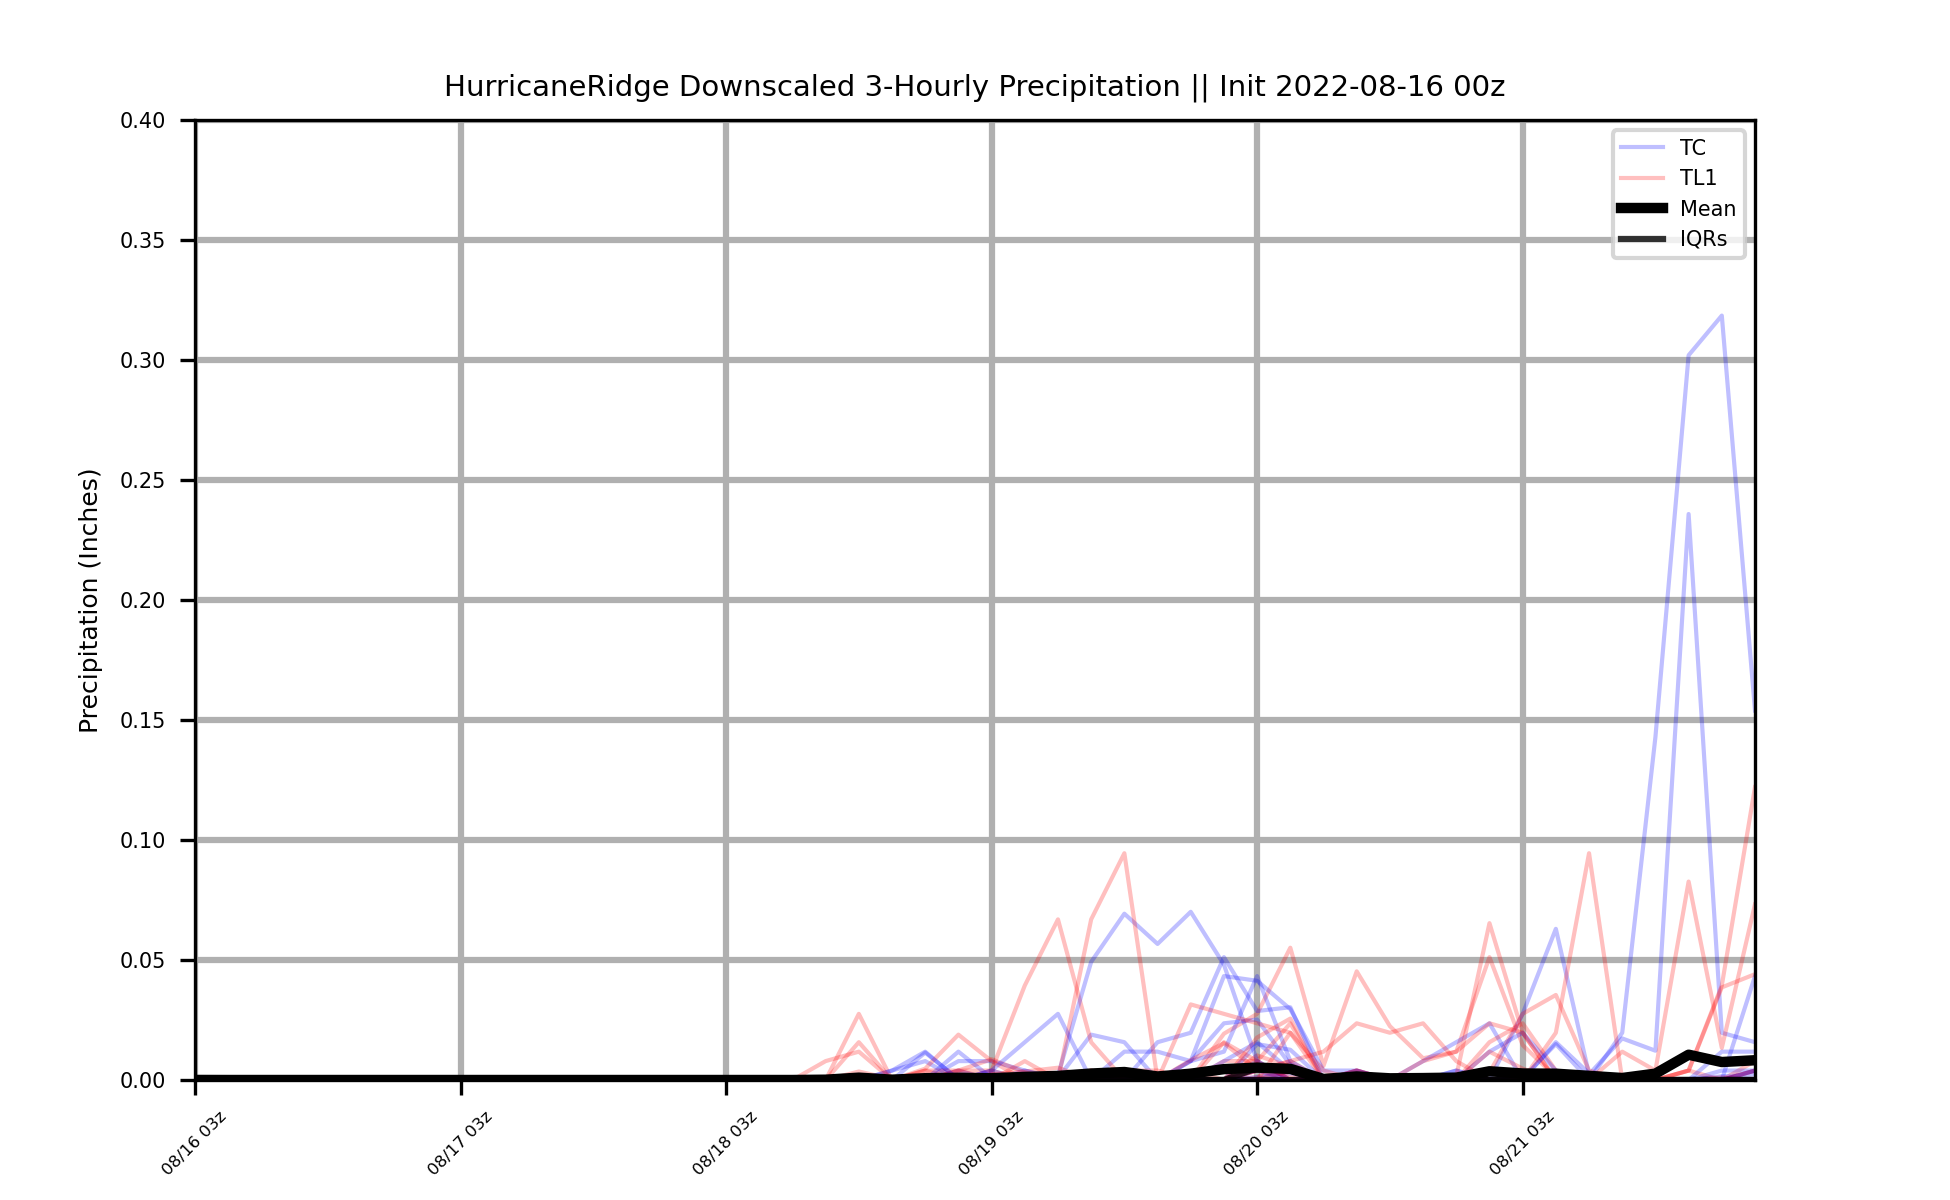 HurricaneRidge Downscaled 3-Hourly Precipitation || Init 2022-08-16 00z
Precipitation (Inches)
0.40
0.35
0.30
0.25
0.20
0.15
0.10
0.05
0.00
TC
TL1
Mean
IQRs
08/16 03z
08/17 03z
08/18 03z
08/19 03z
08/20 03z
08/21 03z